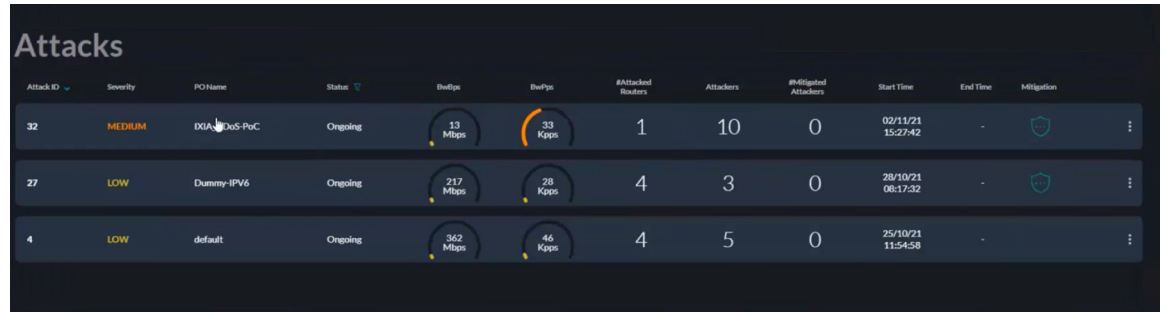 Attacks
Attack ID Severity PO Name Status BwBps BwPps #Attacked Routers Attackers #Mitigated Attackers Start Time End Time Mitigation
32 MEDIUM IXIA DoS-PoC Ongoing 13 Mbps 33 Kpps 1 10 0 02/11/21 15:27:42 -
27 LOW Dummy-IPV6 Ongoing 217 Mbps 28 Kpps 4 3 0 28/10/21 08:17:32 -
4 LOW default Ongoing 362 Mbps 46 Kpps 4 5 0 25/10/21 11:54:58 -